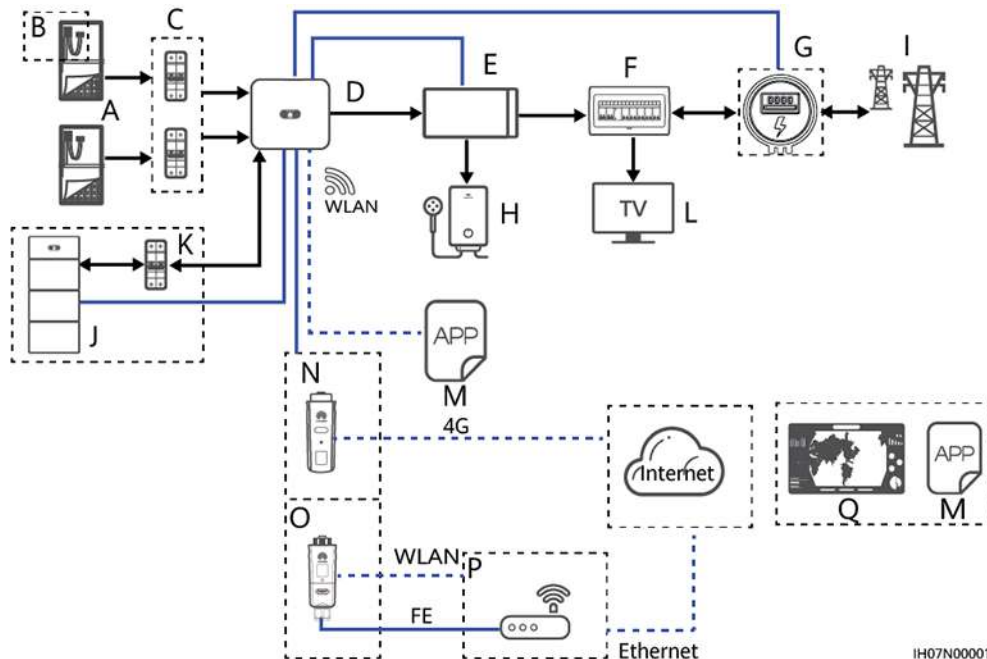 B
C
G
I
E
D
F
A
WLAN
H
TV
L
K
J
APP
M
4G
N
Internet
APP
Q
M
O
WLAN
P
FE
Ethernet
IH07N00001